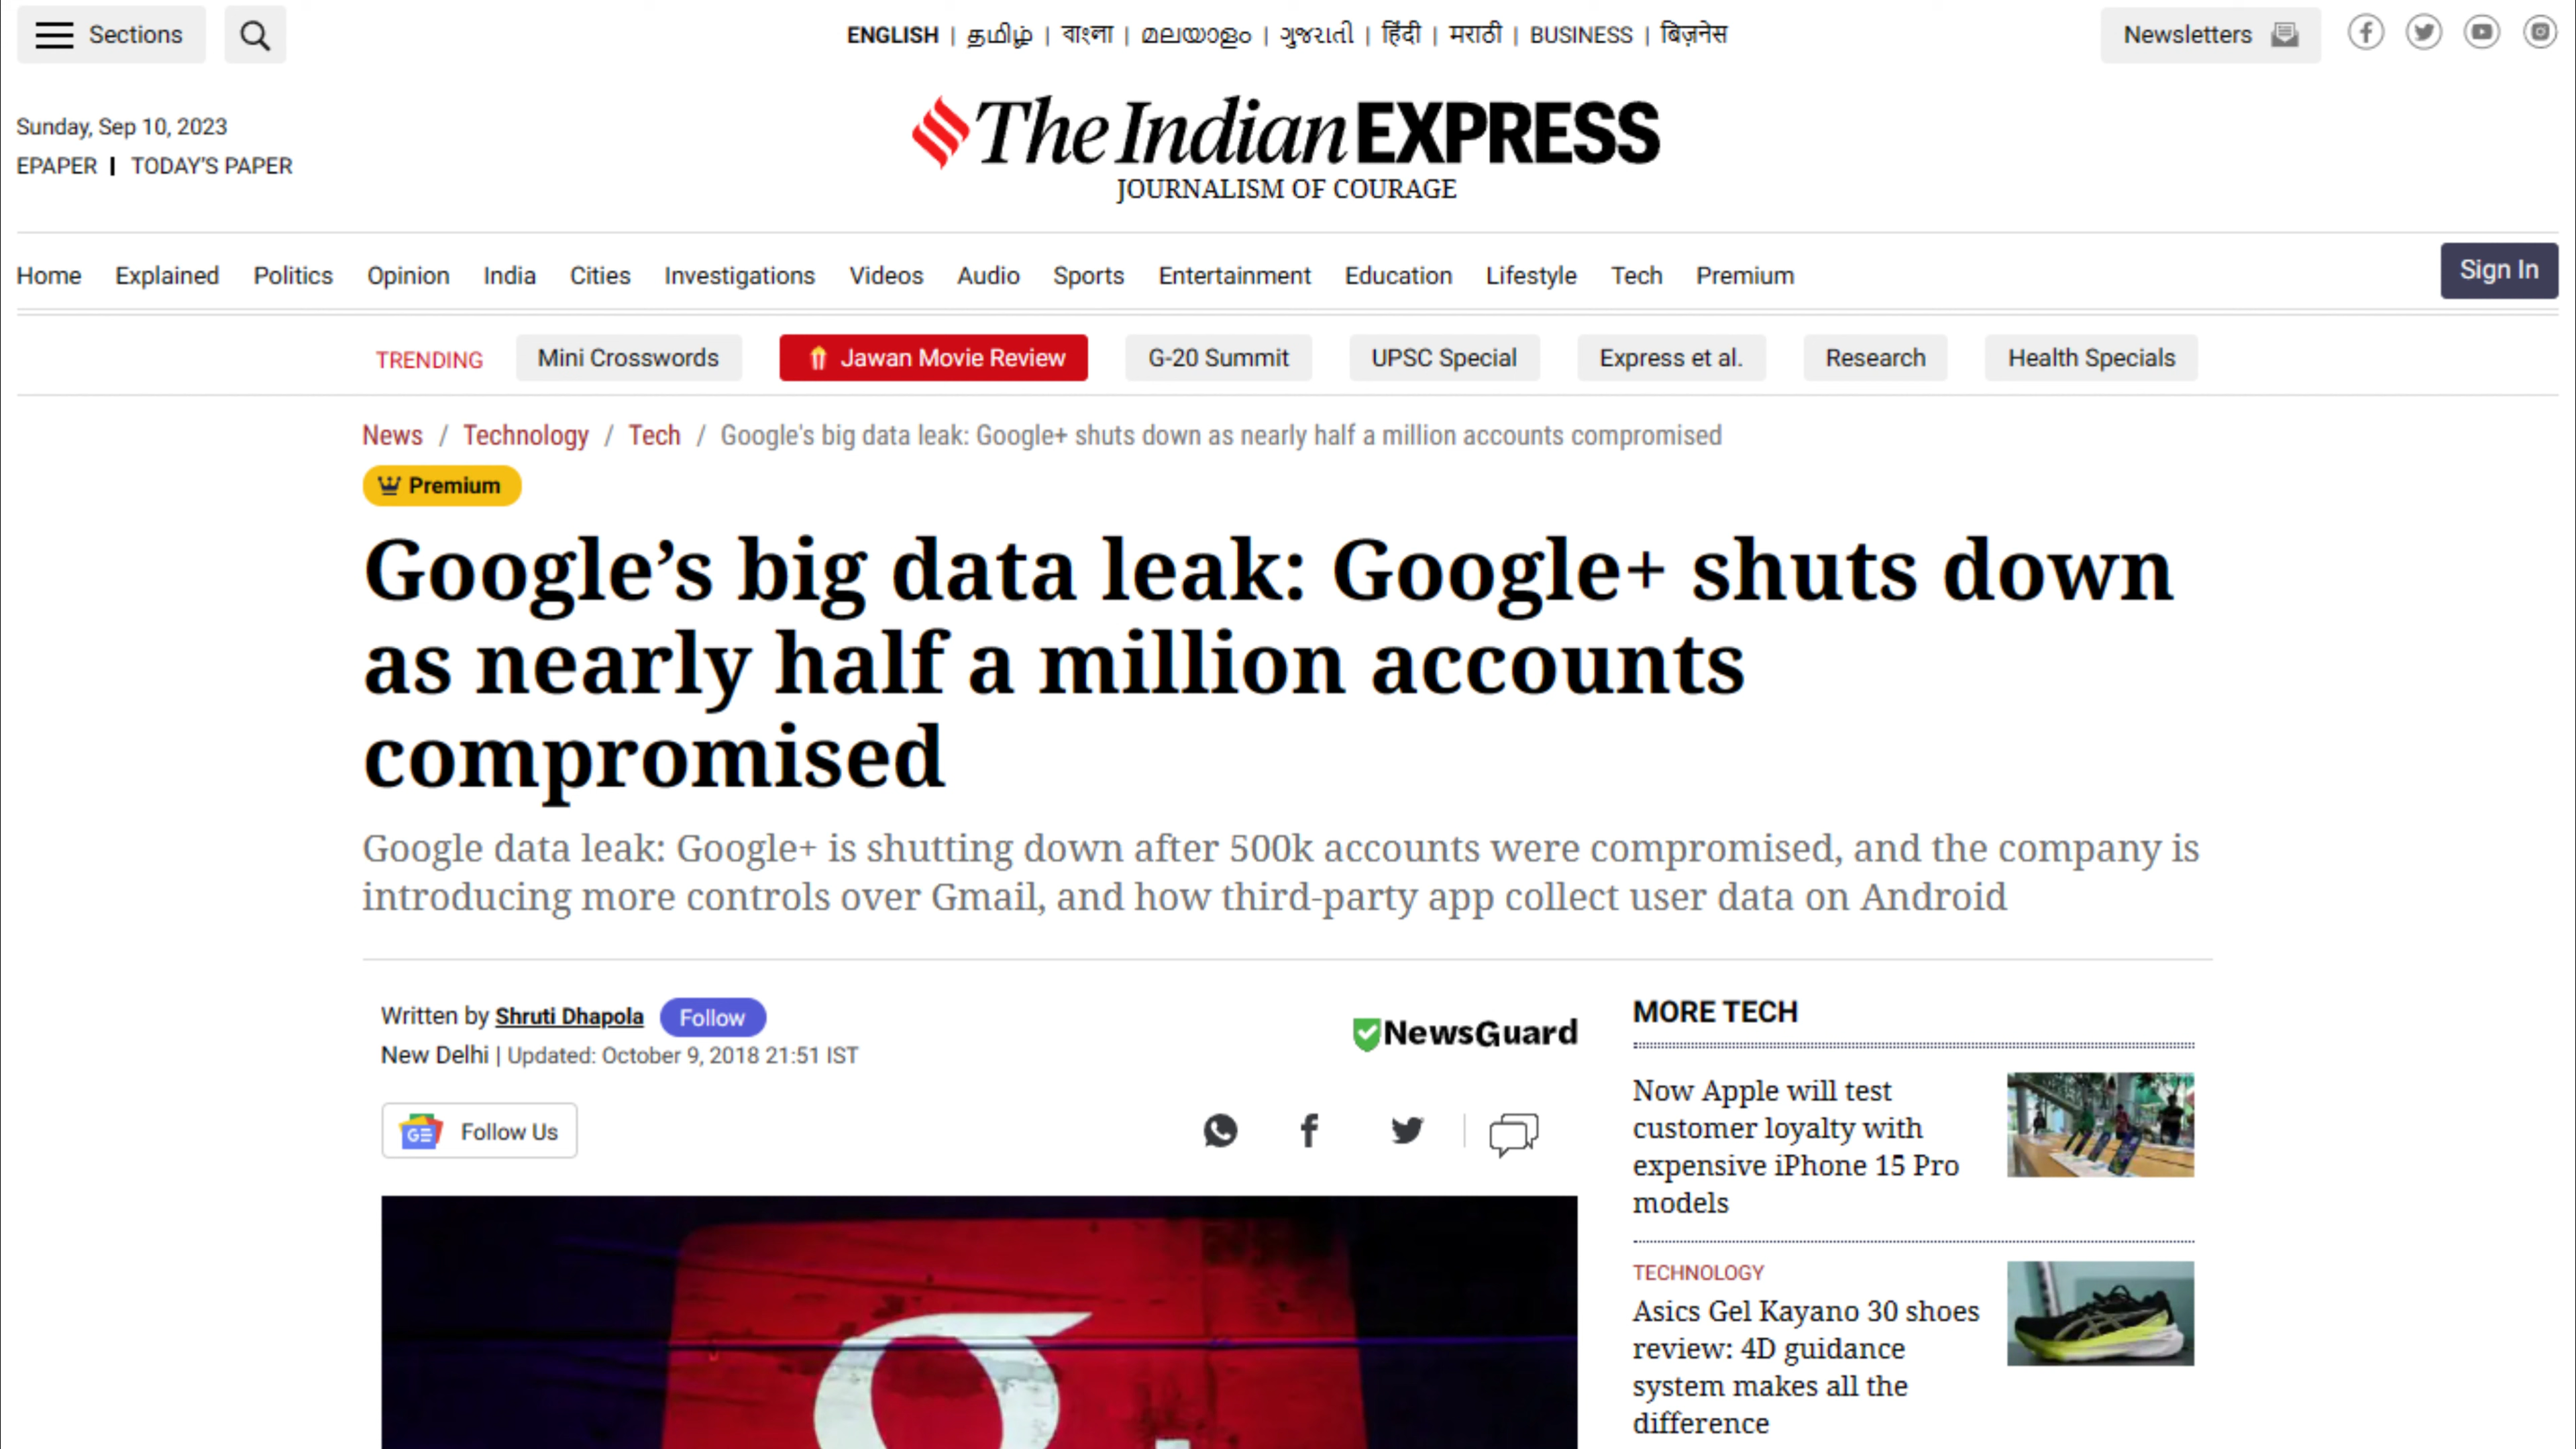 Sections
ENGLISH | தமிழ் | বাংলা | മലയാളം | ગુજરાતી | हिंदी | मराठी | BUSINESS | बिज़नेस
Newsletters
Sunday, Sep 10, 2023
EPAPER | TODAY'S PAPER
The Indian EXPRESS
JOURNALISM OF COURAGE
Home Explained Politics Opinion India Cities Investigations Videos Audio Sports Entertainment Education Lifestyle Tech Premium
Sign In
TRENDING Mini Crosswords Jawan Movie Review G-20 Summit UPSC Special Express et al. Research Health Specials
News / Technology / Tech / Google's big data leak: Google+ shuts down as nearly half a million accounts compromised
Premium
Google’s big data leak: Google+ shuts down
as nearly half a million accounts
compromised
Google data leak: Google+ is shutting down after 500k accounts were compromised, and the company is
introducing more controls over Gmail, and how third-party app collect user data on Android
Written by Shruti Dhapola Follow
New Delhi | Updated: October 9, 2018 21:51 IST
NewsGuard
GE Follow Us
MORE TECH
Now Apple will test
customer loyalty with
expensive iPhone 15 Pro
models
TECHNOLOGY
Asics Gel Kayano 30 shoes
review: 4D guidance
system makes all the
difference